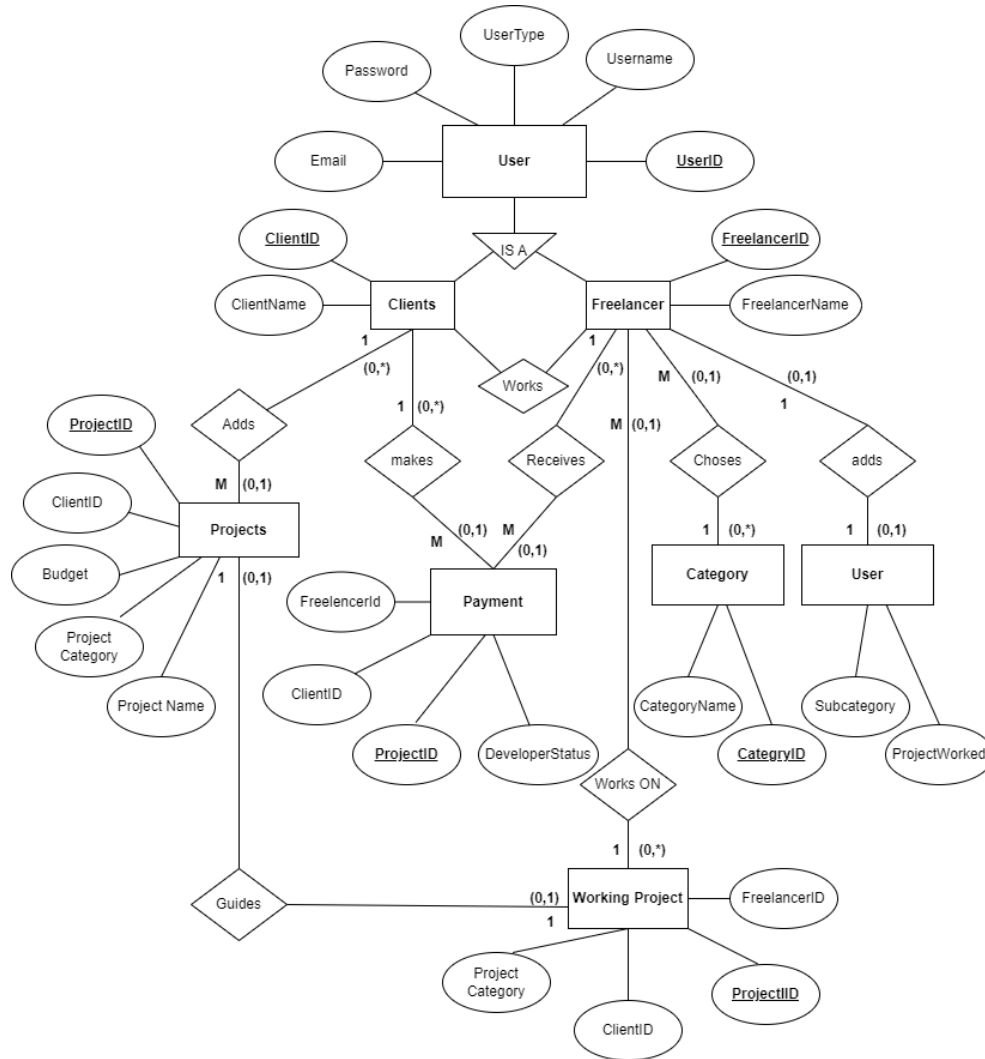 UserType
Username
Password
User
Email
UserID
ClientID
IS A
FreelancerID
ClientName
Clients
Freelancer
FreelancerName
1
(0,*)
1
(0,*)
M
(0,1)
(0,1)
1
Works
1
(0,*)
M
(0,1)
ProjectID
Adds
makes
Receives
Choses
adds
M
(0,1)
ClientID
Projects
M
(0,1)
M
(0,1)
1
(0,*)
1
(0,1)
Budget
1
(0,1)
FreelencerId
Payment
Category
User
Project
Category
Project Name
ClientID
CategoryName
Subcategory
ProjectID
DeveloperStatus
CategryID
ProjectWorked
Works ON
1
(0,*)
Guides
(0,1)
1
Working Project
FreelancerID
Project
Category
ProjectIID
ClientID